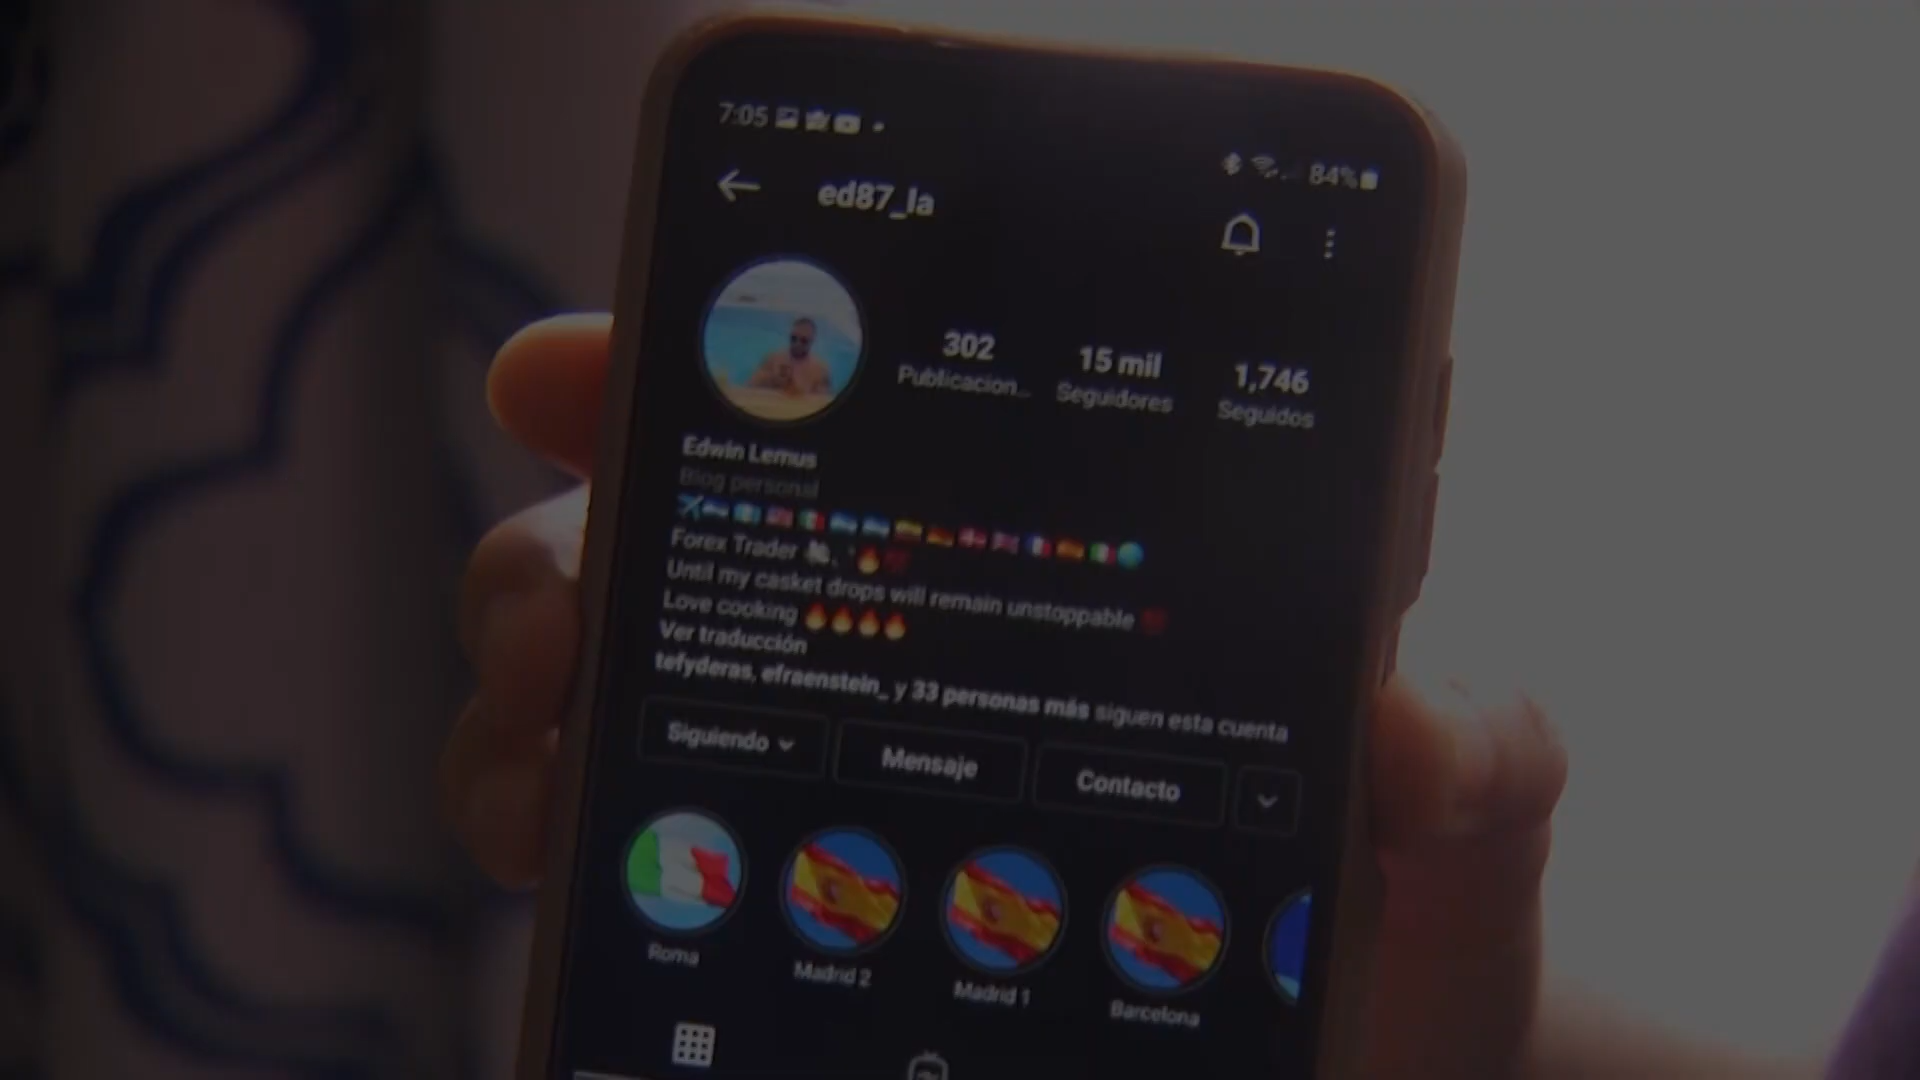 7:05
84%
ed87_la
302
15 mil
1,746
Publicacion...
Seguidores
Seguidos
Edwin Lemus
Blog personal
Forex Trader
Until my casket drops will remain unstoppable
Love cooking
Ver traducción
tefyderas, efraenstein_ y 33 personas más siguen esta cuenta
Siguiendo
Mensaje
Contacto
Roma
Madrid 2
Madrid 1
Barcelona